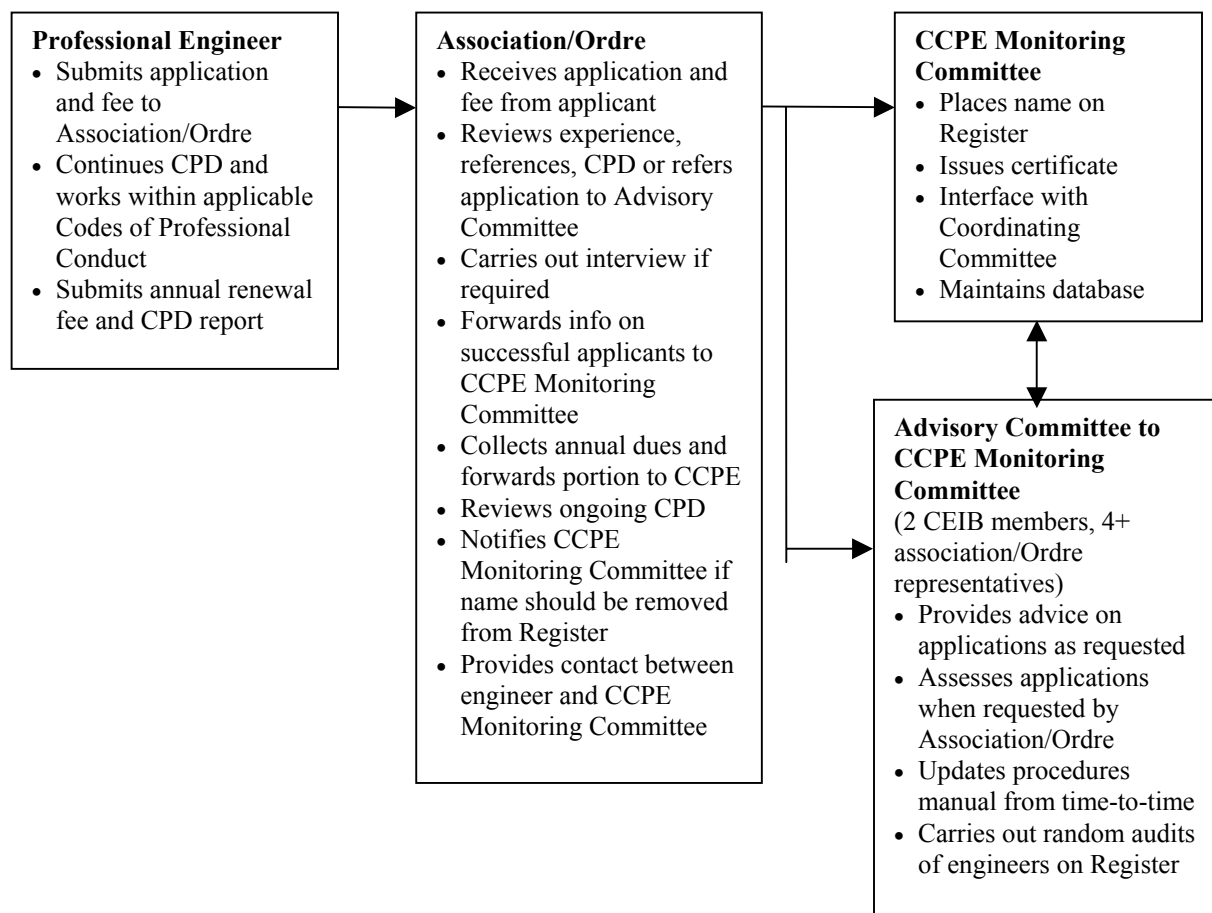 Professional Engineer
• Submits application
and fee to
Association/Ordre
• Continues CPD and
works within applicable
Codes of Professional
Conduct
• Submits annual renewal
fee and CPD report
Association/Ordre
• Receives application and
fee from applicant
• Reviews experience,
references, CPD or refers
application to Advisory
Committee
• Carries out interview if
required
• Forwards info on
successful applicants to
CCPE Monitoring
Committee
• Collects annual dues and
forwards portion to CCPE
• Reviews ongoing CPD
• Notifies CCPE
Monitoring Committee if
name should be removed
from Register
• Provides contact between
engineer and CCPE
Monitoring Committee
CCPE Monitoring
Committee
• Places name on
Register
• Issues certificate
• Interface with
Coordinating
Committee
• Maintains database
Advisory Committee to
CCPE Monitoring
Committee
(2 CEIB members, 4+
association/Ordre
representatives)
• Provides advice on
applications as requested
• Assesses applications
when requested by
Association/Ordre
• Updates procedures
manual from time-to-time
• Carries out random audits
of engineers on Register